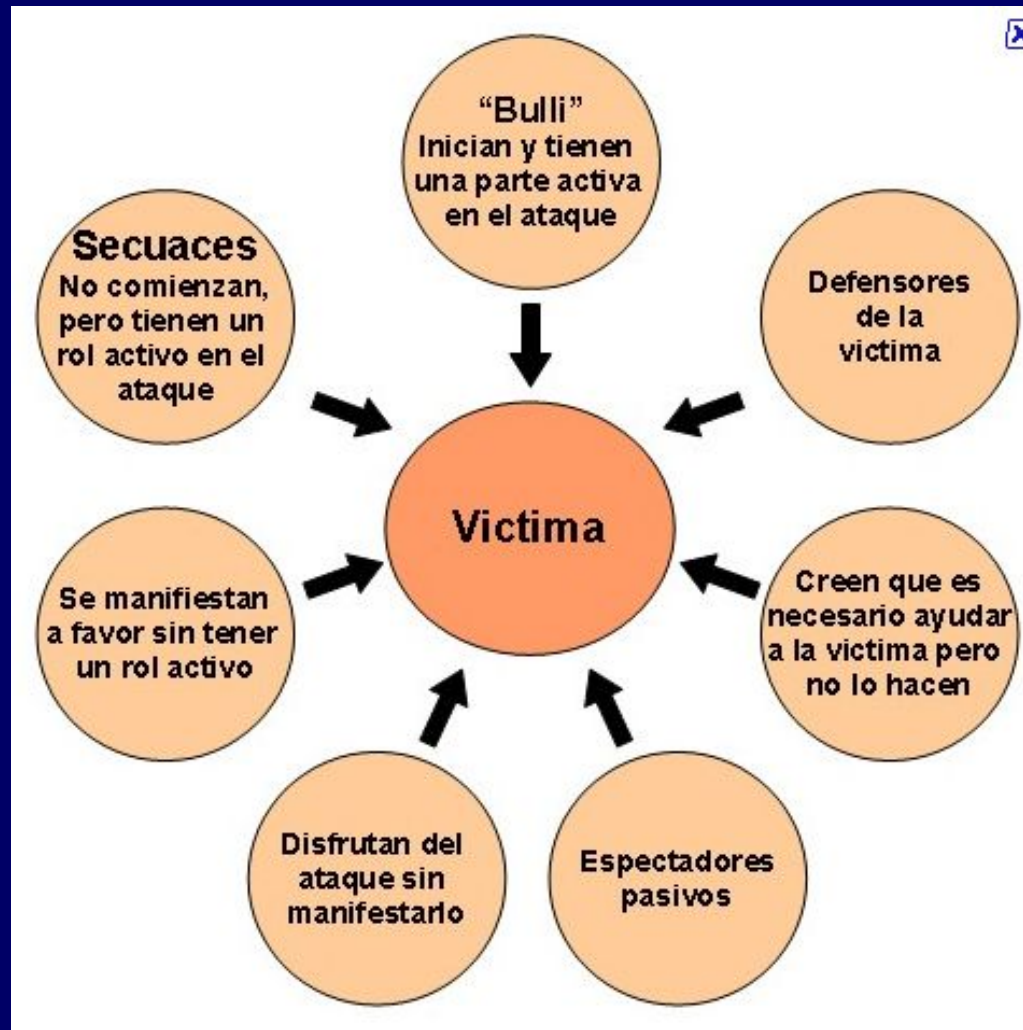 “Bulli”
Inician y tienen
una parte activa
en el ataque
Secuaces
No comienzan,
pero tienen un
rol activo en el
ataque
Defensores
de la
victima
Victima
Se manifiestan
a favor sin tener
un rol activo
Creen que es
necesario ayudar
a la victima pero
no lo hacen
Disfrutan del
ataque sin
manifestarlo
Espectadores
pasivos